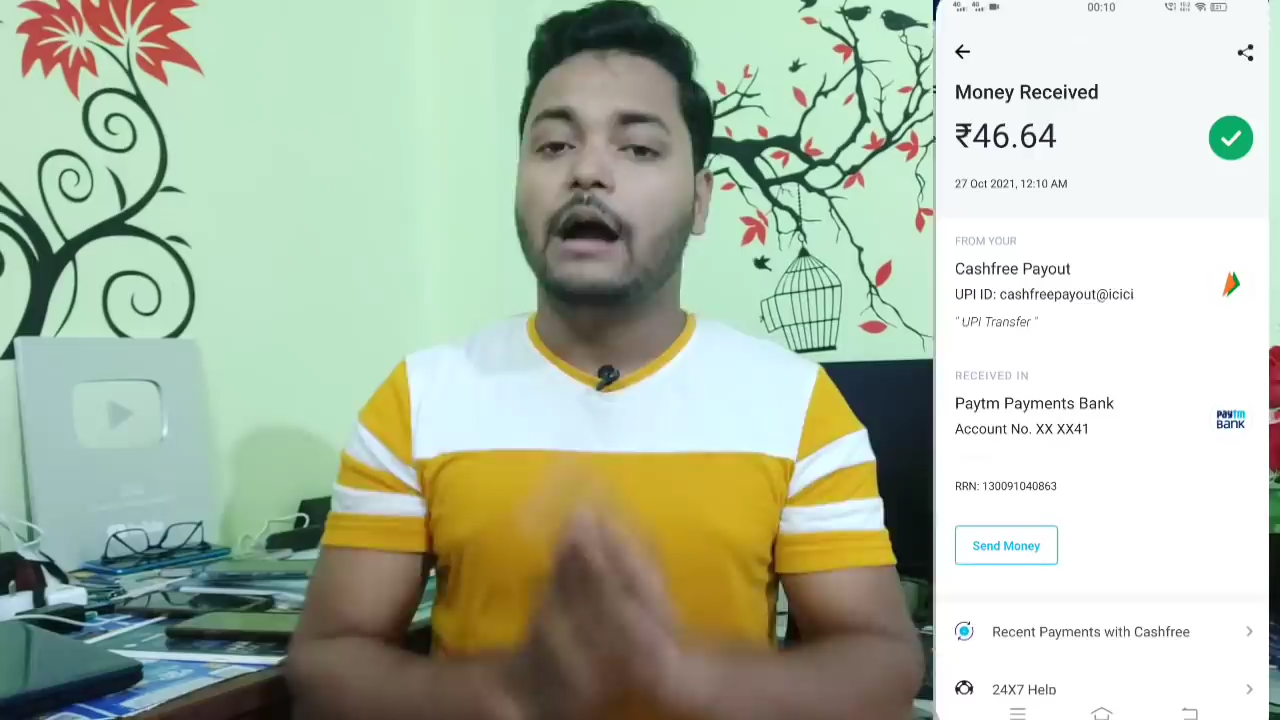 00:10
Money Received
₹46.64
27 Oct 2021, 12:10 AM
FROM YOUR
Cashfree Payout
UPI ID: cashfreepayout@icici
" UPI Transfer "
RECEIVED IN
Paytm Payments Bank
Account No. XX XX41
paytm
BANK
RRN: 130091040863
Send Money
Recent Payments with Cashfree
24X7 Help